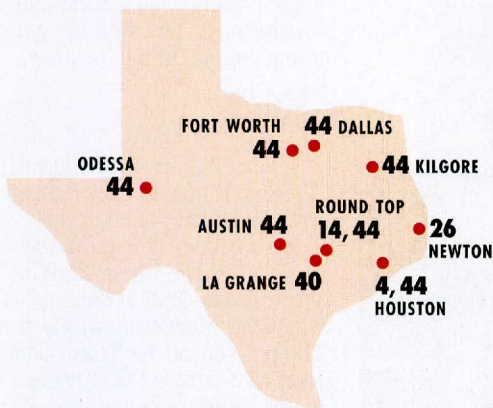 FORT WORTH
44
44 DALLAS
ODESSA
44
44 KILGORE
AUSTIN 44
ROUND TOP
14, 44
26
NEWTON
LA GRANGE 40
4, 44
HOUSTON